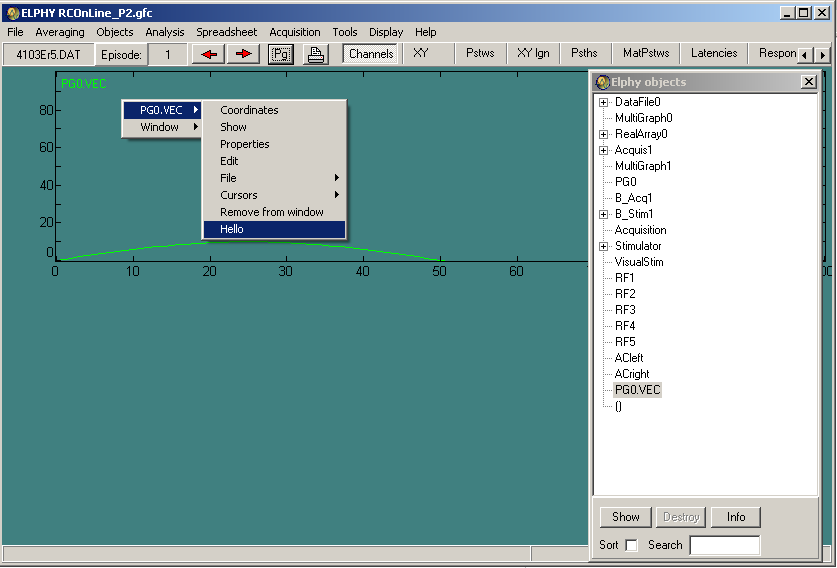 ELPHY RCOnLine_P2.gfc
File Averaging Objects Analysis Spreadsheet Acquisition Tools Display Help
4103Er5.DAT Episode: 1 Pg Channels XY Pstws XY Ign Psths MatPstws Latencies Respon
PG0.VEC
80
60
40
20
0
0 10 20 30 40 50 60
PG0.VEC
Window
Coordinates
Show
Properties
Edit
File
Cursors
Remove from window
Hello
Elphy objects
DataFile0
MultiGraph0
RealArray0
Acquis1
MultiGraph1
PG0
B_Acq1
B_Stim1
Acquisition
Stimulator
VisualStim
RF1
RF2
RF3
RF4
RF5
ACleft
ACright
PG0.VEC
()
Show Destroy Info
Sort Search